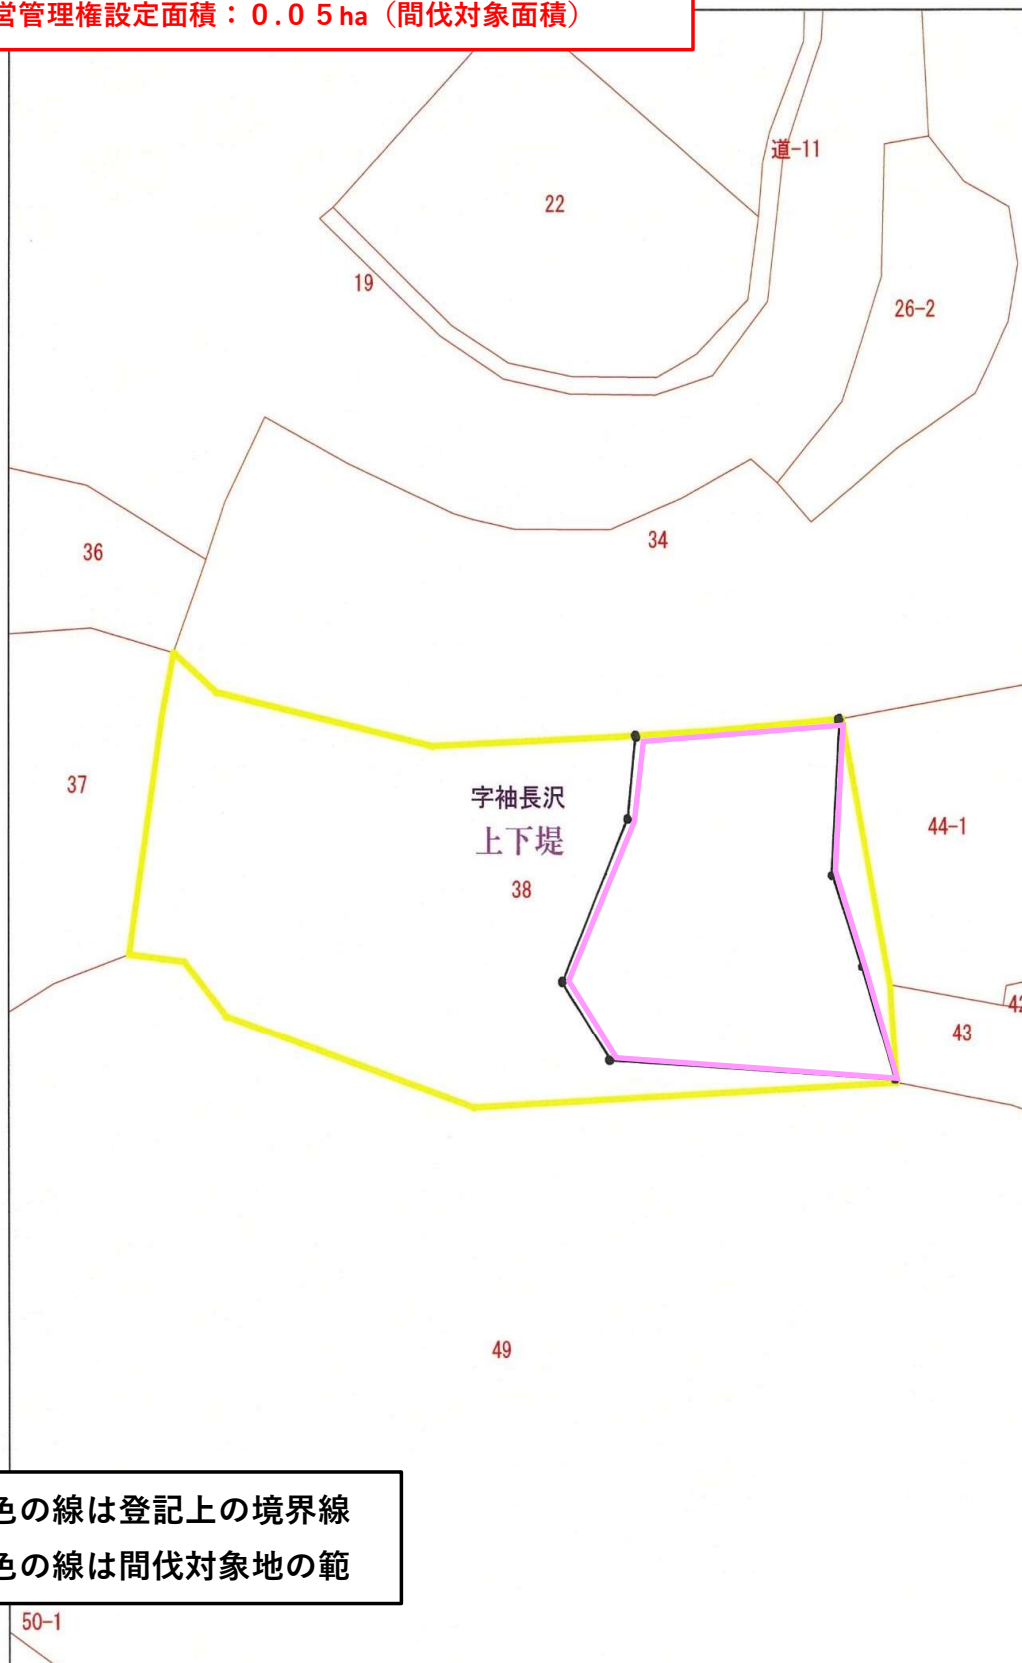 営管理権設定面積：０.０５ha（間伐対象面積）
道-11
22
19
26-2
34
36
37
字袖長沢
上下堤
44-1
38
42
43
49
色の線は登記上の境界線
色の線は間伐対象地の範
50-1